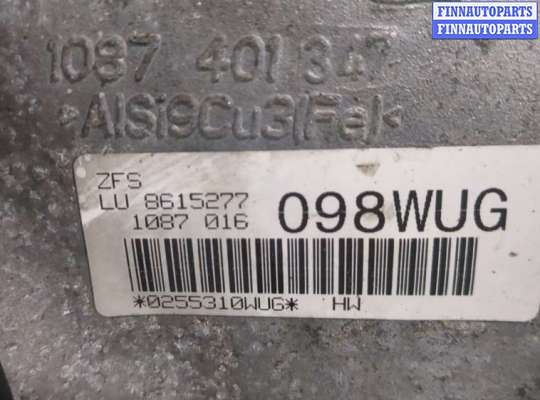 FINNAUTOPARTS
FINNAUTOPARTS
1087 401 347
>AlSi9Cu3(Fe)<
ZFS
LU 8615277
1087 016
098WUG
*0255310WUG* HW